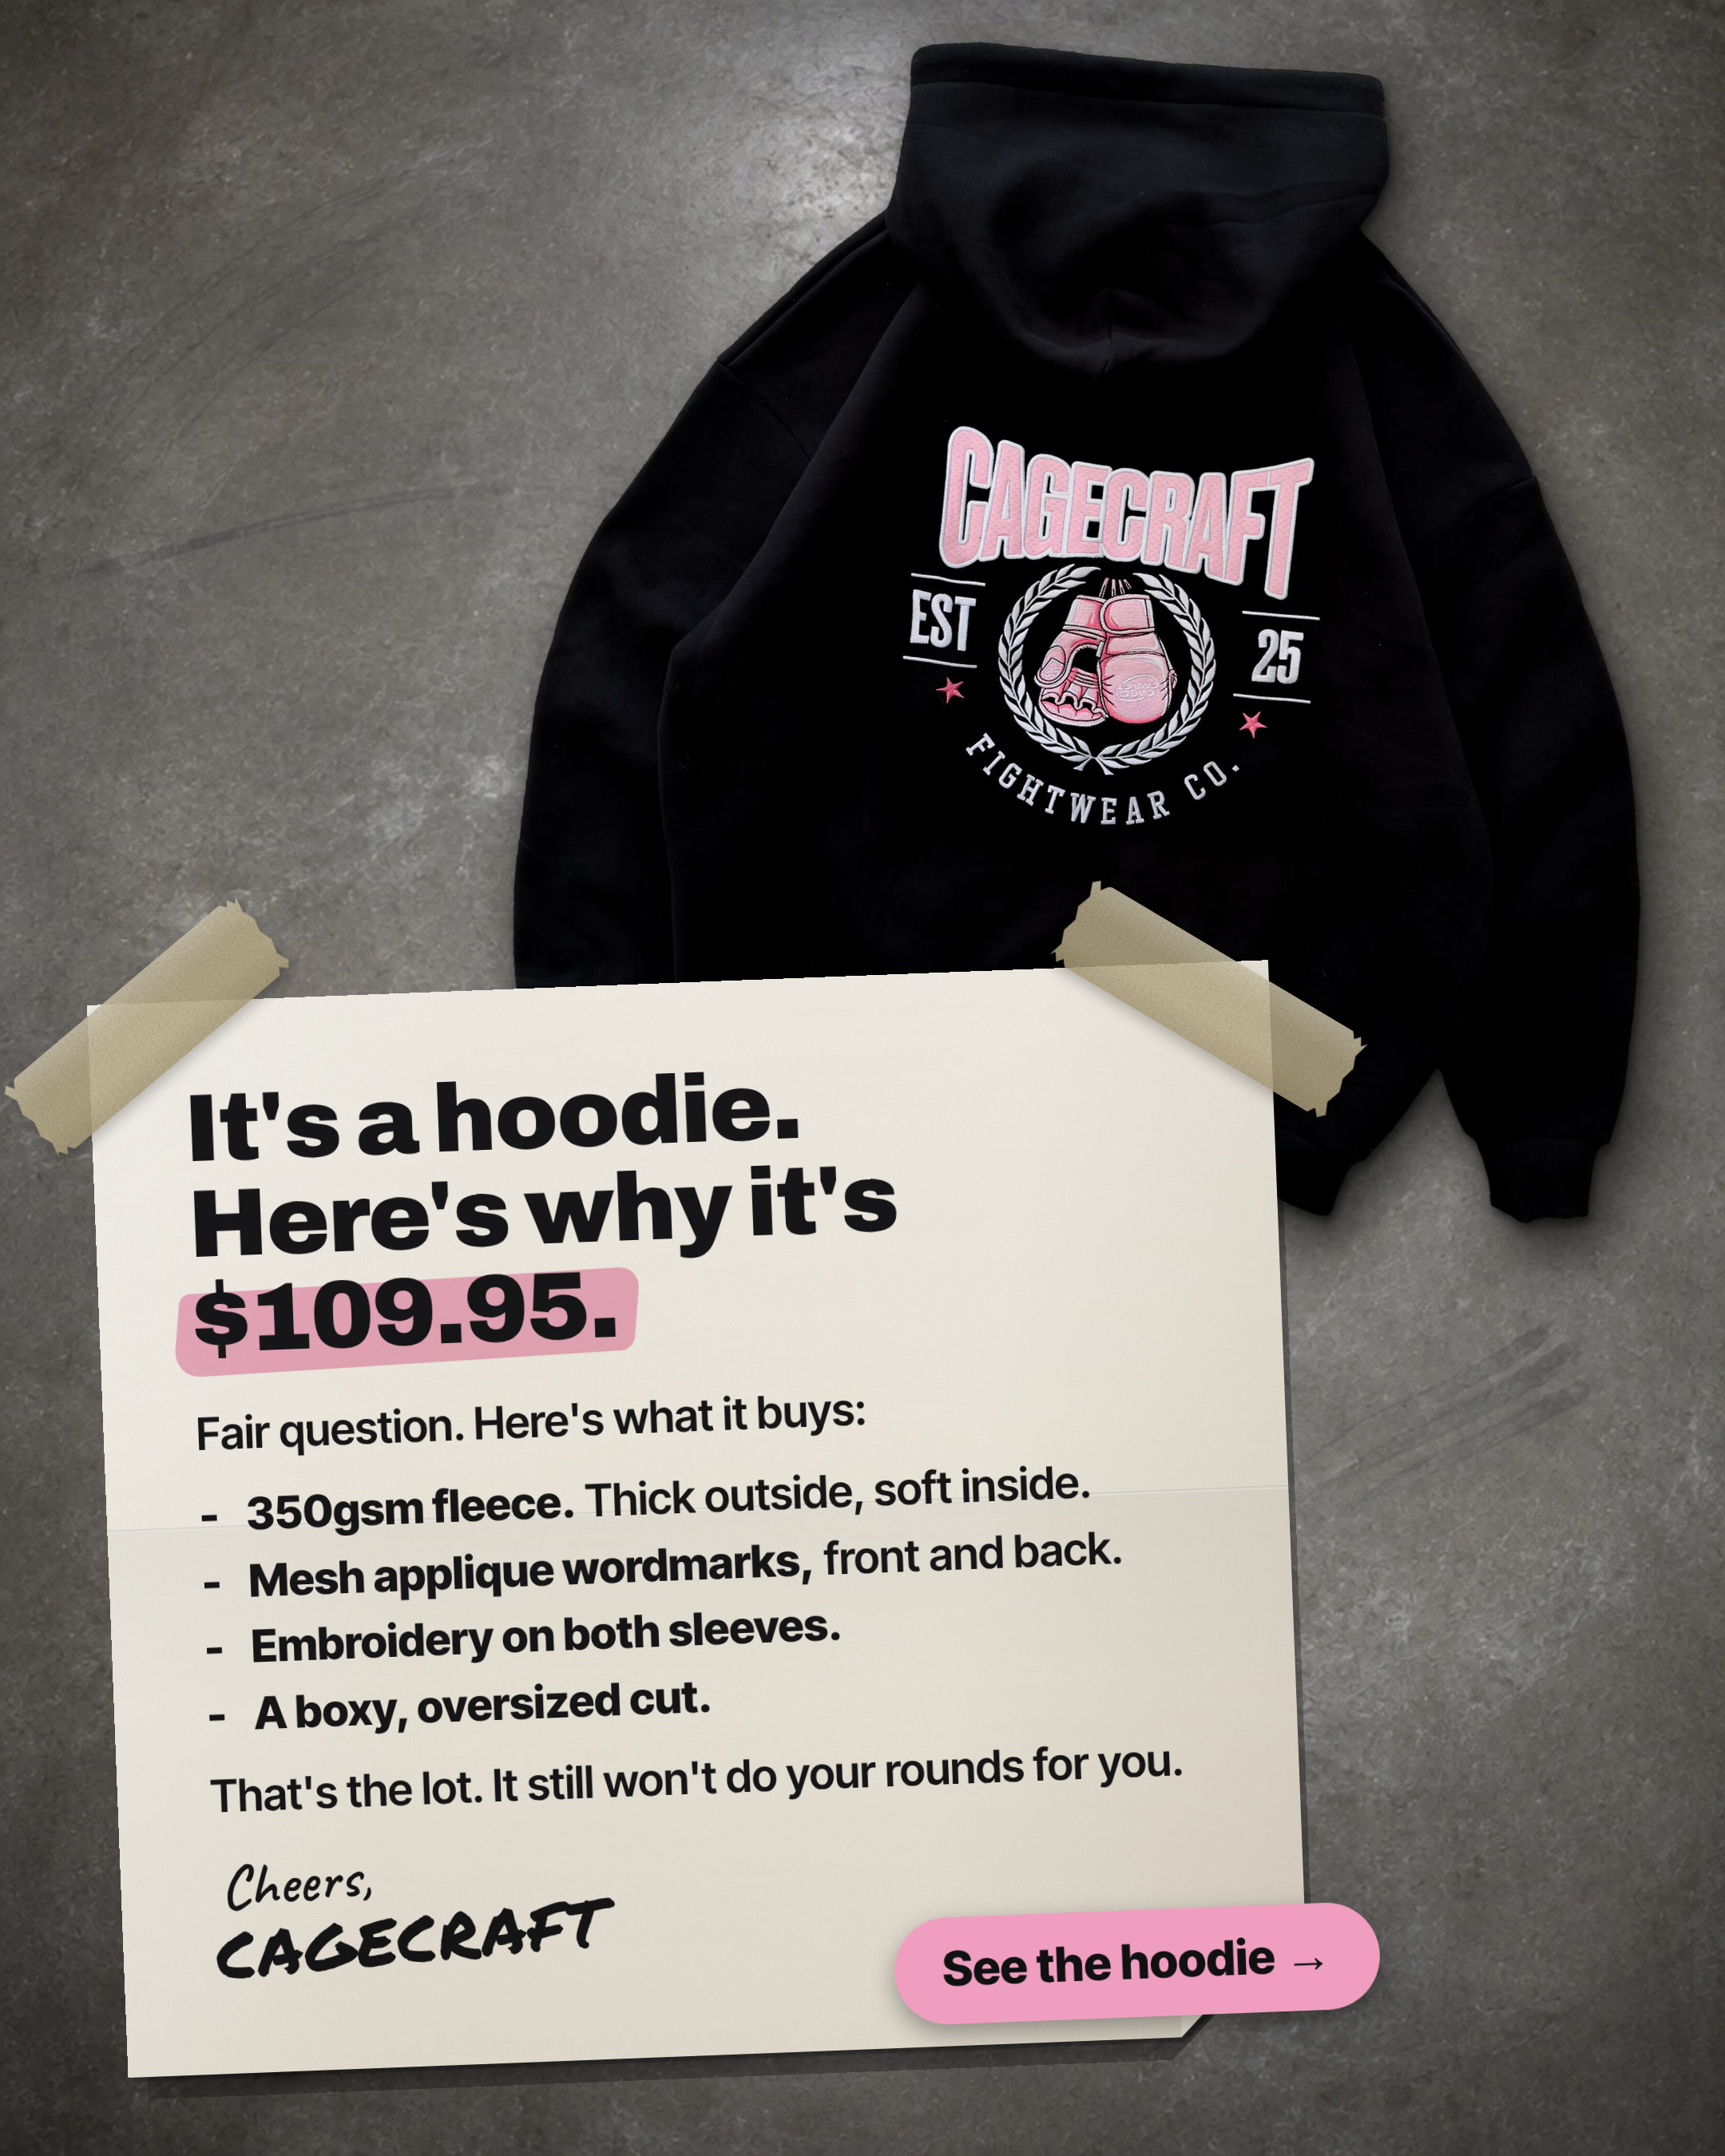 CAGECRAFT
EST
25
FIGHTWEAR CO.
It's a hoodie.
Here's why it's
$109.95.
Fair question. Here's what it buys:
- 350gsm fleece. Thick outside, soft inside.
- Mesh applique wordmarks, front and back.
- Embroidery on both sleeves.
- A boxy, oversized cut.
That's the lot. It still won't do your rounds for you.
Cheers,
CAGECRAFT
See the hoodie →